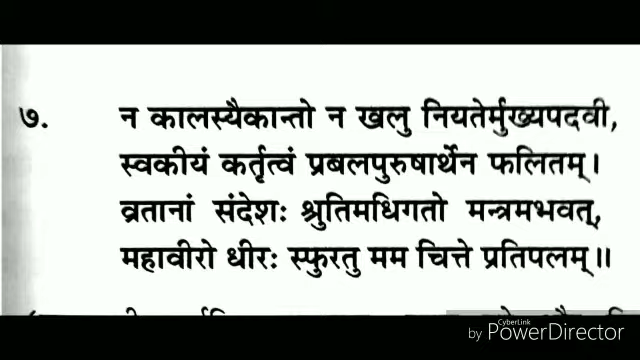 ७. न कालस्यैकान्तो न खलु नियतेर्मुख्यपदवी,
स्वकीयं कर्तृत्वं प्रबलपुरुषार्थेन फलितम्।
व्रतानां संदेशः श्रुतिमधिगतो मन्त्रमभवत्,
महावीरो धीरः स्फुरतु मम चित्ते प्रतिपलम्॥
CyberLink
by PowerDirector